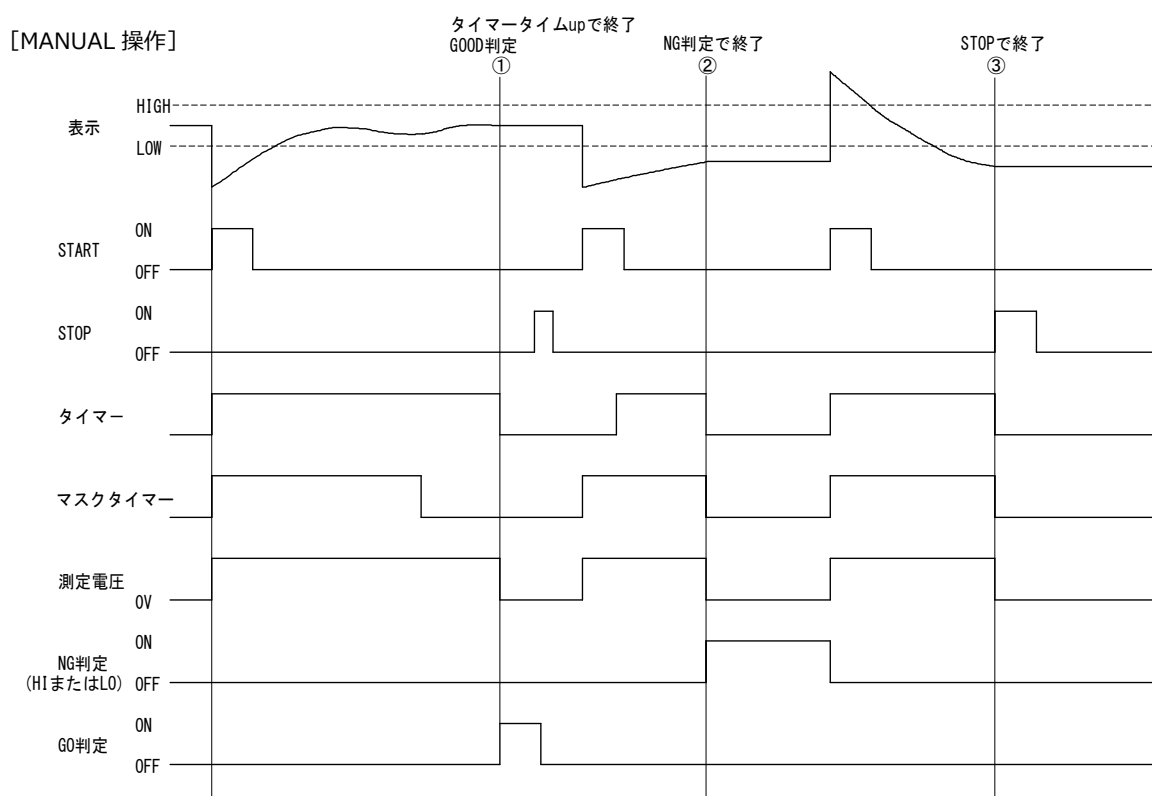 タイマータイムupで終了
[MANUAL 操作]
GOOD判定
NG判定で終了
STOPで終了
①
②
③
HIGH
表示
LOW
ON
START
OFF
ON
STOP
OFF
タイマー
マスクタイマー
測定電圧
0V
ON
NG判定
(HIまたはLO)
OFF
ON
GO判定
OFF